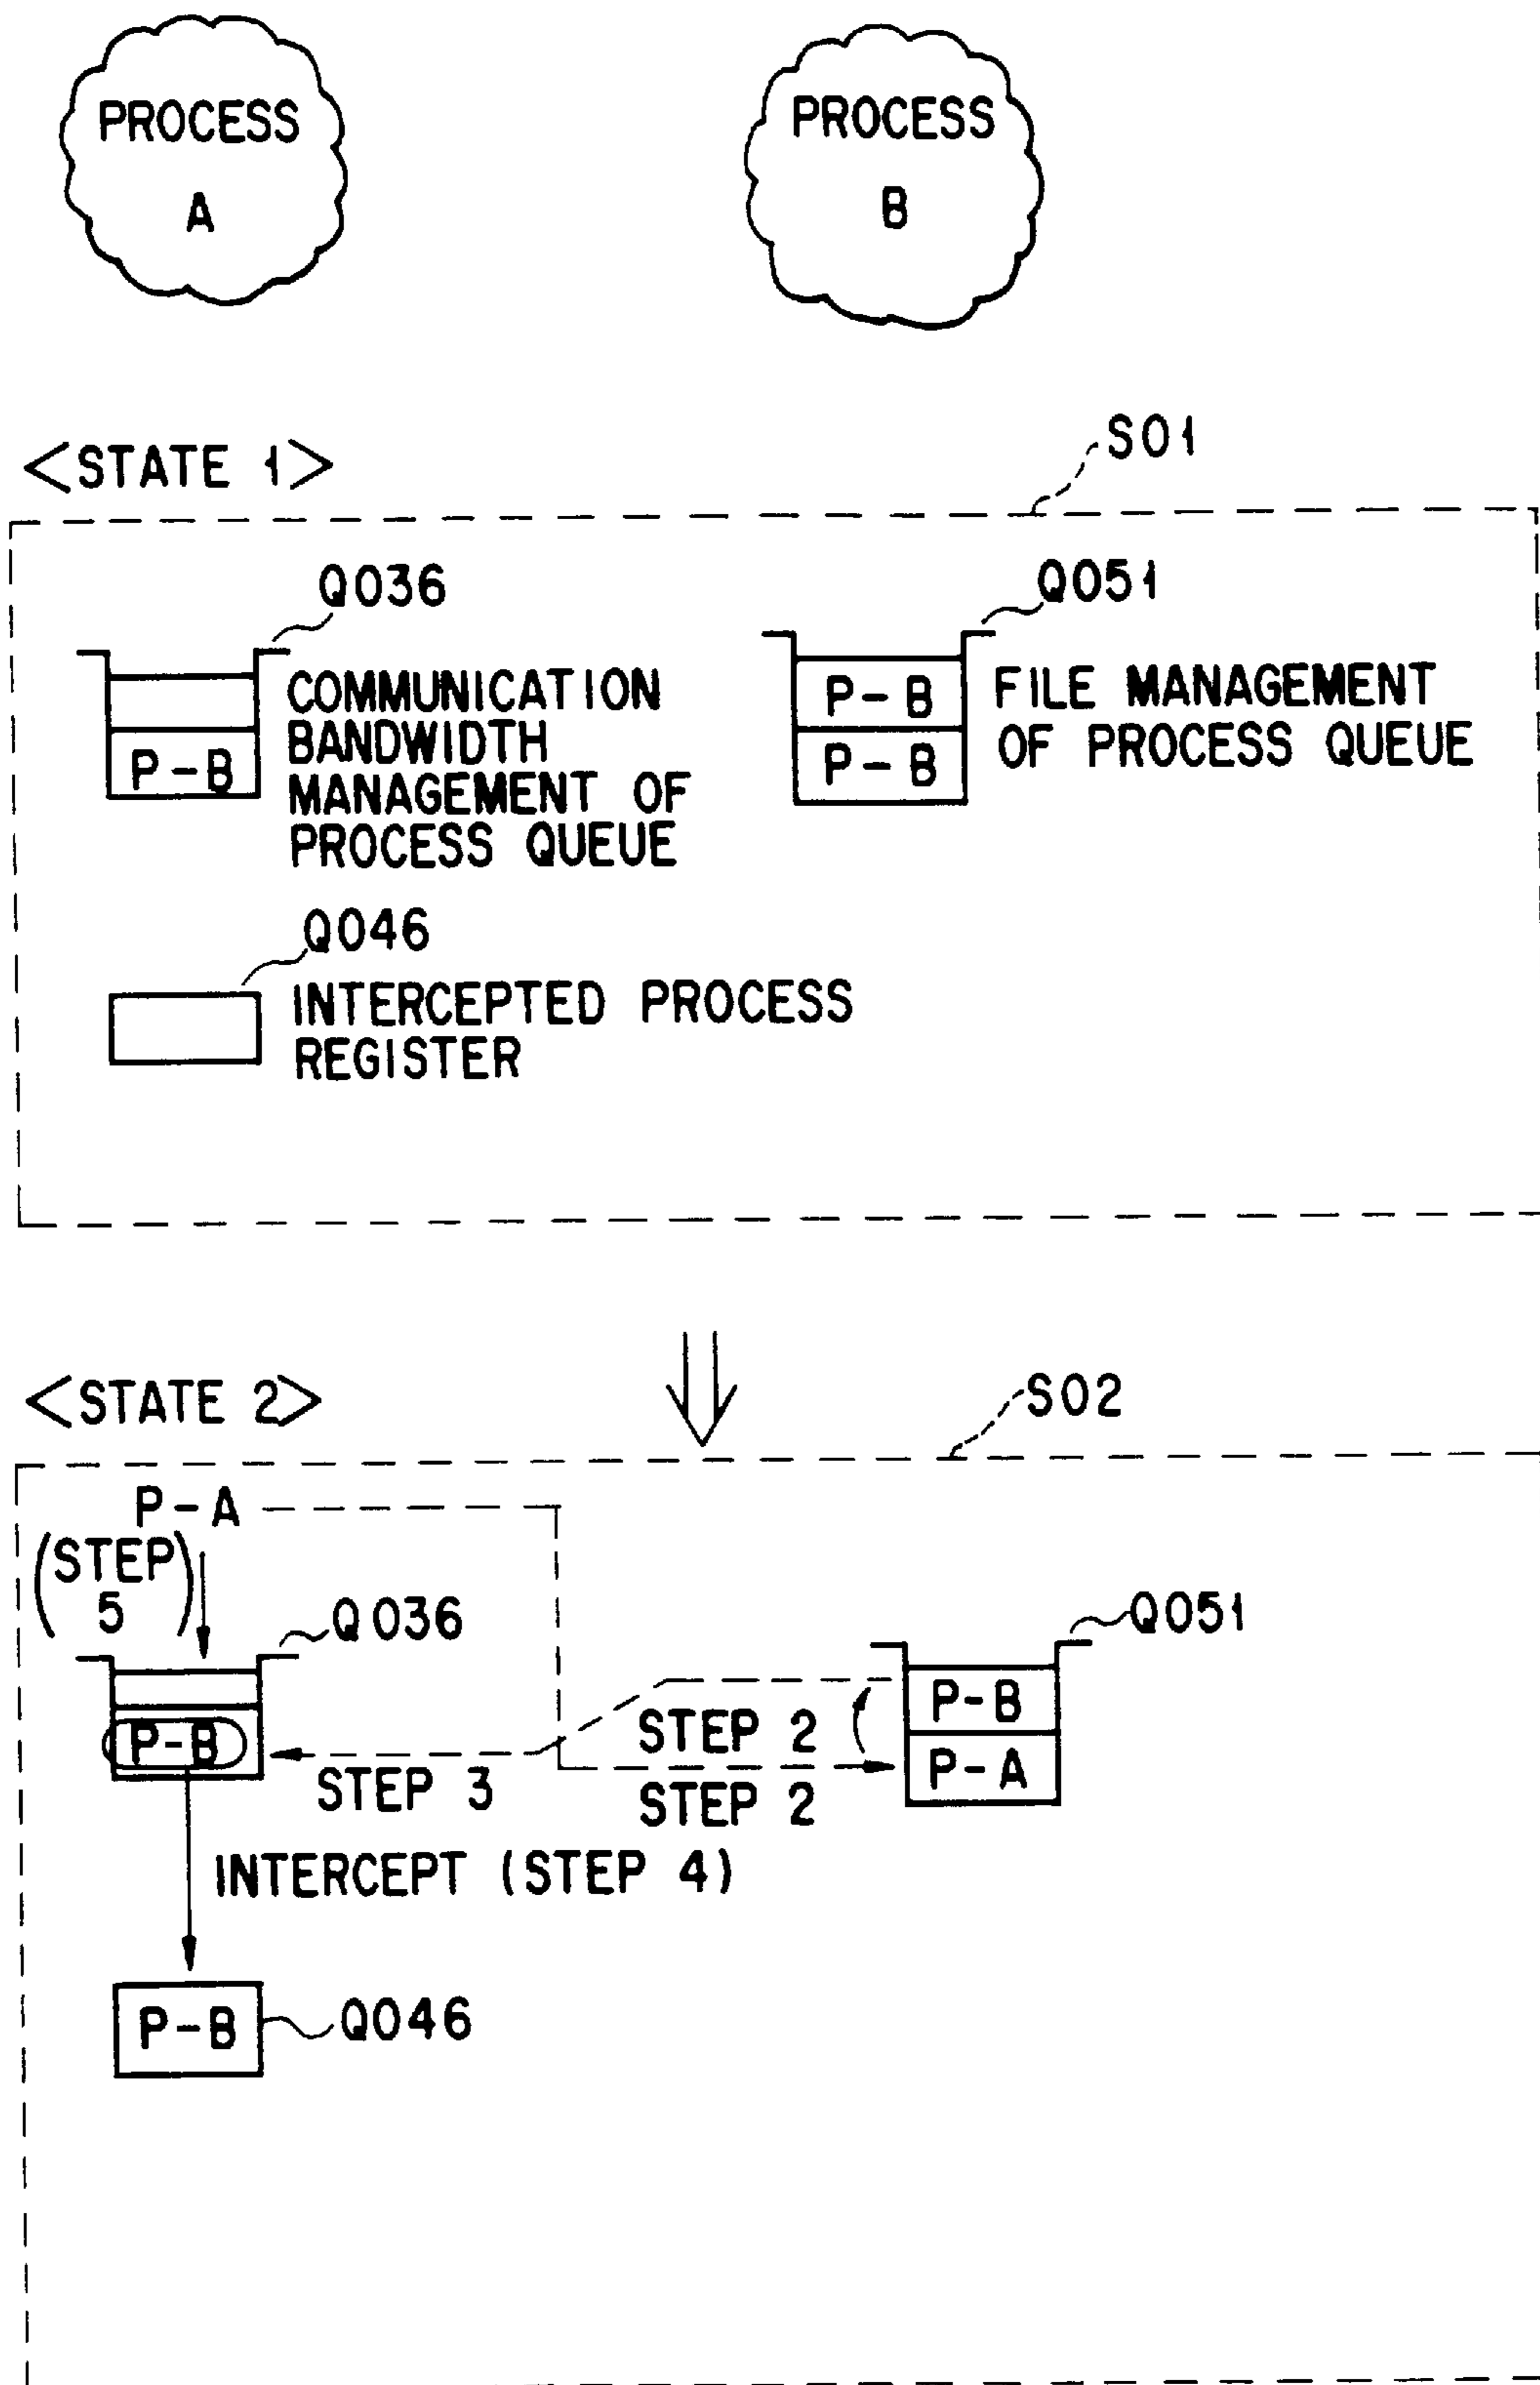 PROCESS
A
PROCESS
B
<STATE 1>
S01
Q036
COMMUNICATION
BANDWIDTH
MANAGEMENT OF
PROCESS QUEUE
P-B
Q051
P-B
P-B
FILE MANAGEMENT
OF PROCESS QUEUE
Q046
INTERCEPTED PROCESS
REGISTER
<STATE 2>
S02
P-A
(STEP
5)
Q036
P-B
STEP 3
STEP 2
STEP 2
Q051
P-B
P-A
INTERCEPT (STEP 4)
P-B
Q046